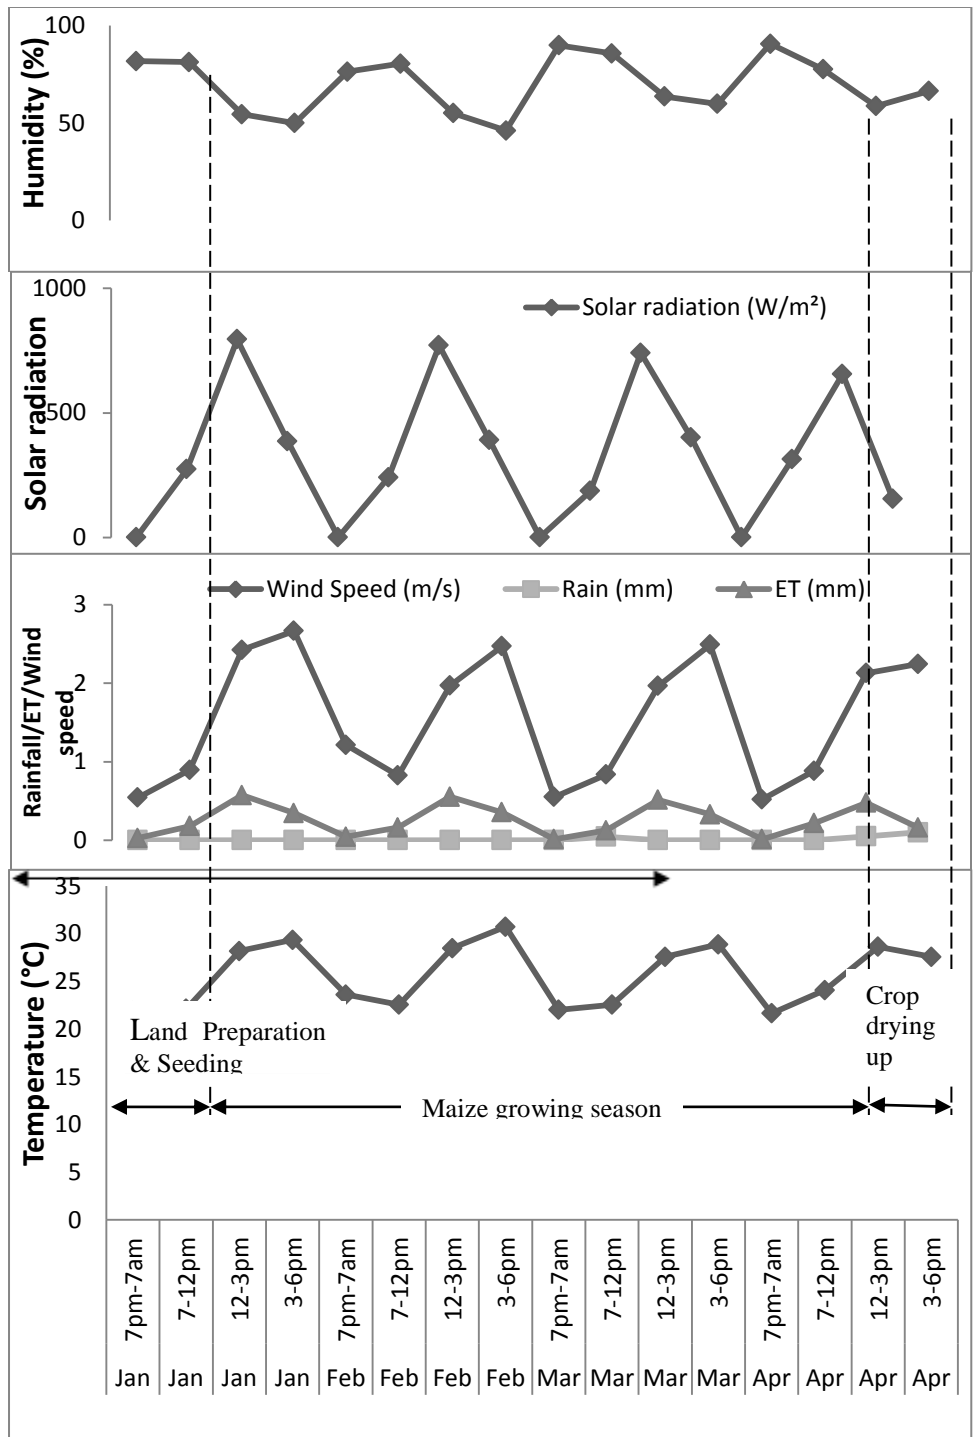 Humidity (%)
100
50
0
Solar radiation
1000
500
0
Solar radiation (W/m²)
Rainfall/ET/Wind
speed
Wind Speed (m/s)
Rain (mm)
ET (mm)
3
2
1
0
Temperature (°C)
35
30
25
20
15
10
5
0
Land Preparation
& Seeding
Maize growing season
Crop
drying
up
7pm-7am
7-12pm
12-3pm
3-6pm
7pm-7am
7-12pm
12-3pm
3-6pm
7pm-7am
7-12pm
12-3pm
3-6pm
7pm-7am
7-12pm
12-3pm
3-6pm
Jan Jan Jan Jan Feb Feb Feb Feb Mar Mar Mar Mar Apr Apr Apr Apr